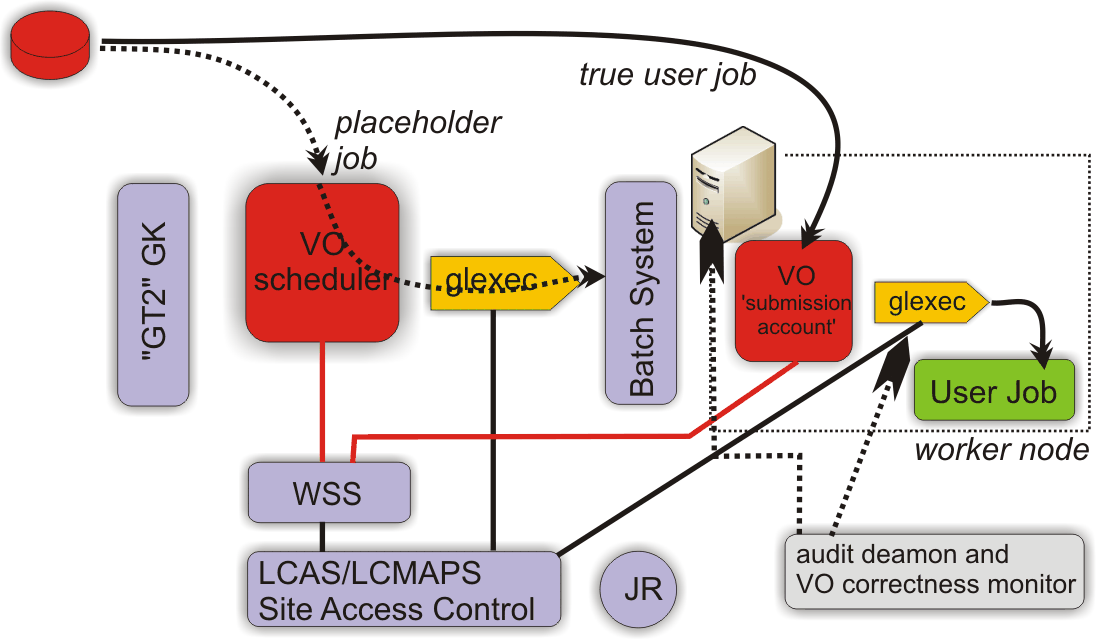 true user job
placeholder
job
"GT2" GK
VO
scheduler
glexec
Batch System
VO
'submission
account'
glexec
User Job
worker node
WSS
LCAS/LCMAPS
Site Access Control
JR
audit deamon and
VO correctness monitor